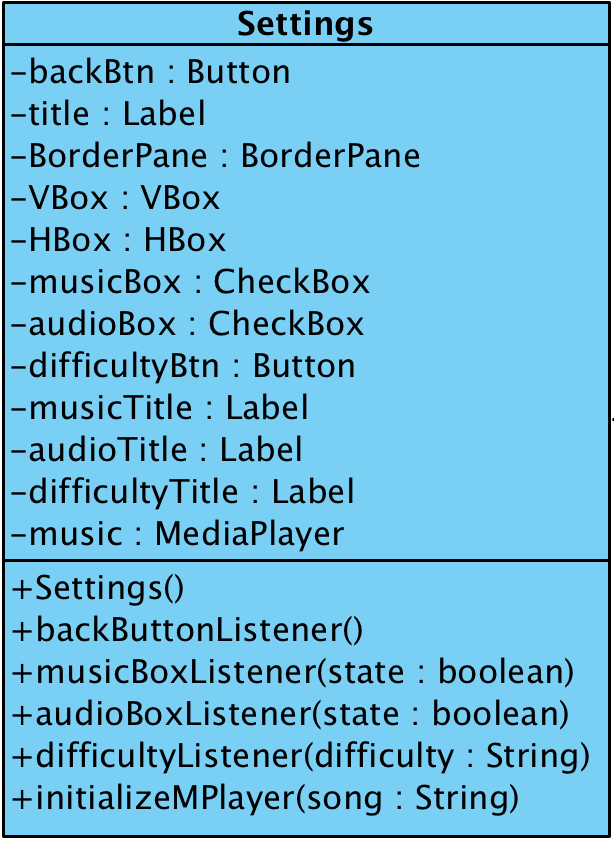 Settings
-backBtn : Button
-title : Label
-BorderPane : BorderPane
-VBox : VBox
-HBox : HBox
-musicBox : CheckBox
-audioBox : CheckBox
-difficultyBtn : Button
-musicTitle : Label
-audioTitle : Label
-difficultyTitle : Label
-music : MediaPlayer
+Settings()
+backButtonListener()
+musicBoxListener(state : boolean)
+audioBoxListener(state : boolean)
+difficultyListener(difficulty : String)
+initializeMPlayer(song : String)